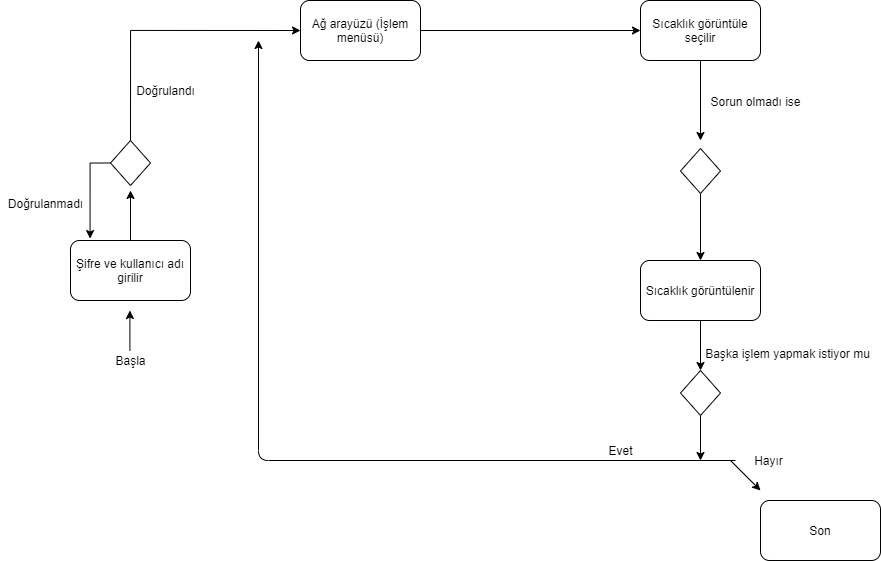 Ağ arayüzü (İşlem
menüsü)
Sıcaklık görüntüle
seçilir
Doğrulandı
Sorun olmadı ise
Doğrulanmadı
Şifre ve kullanıcı adı
girilir
Sıcaklık görüntülenir
Başla
Başka işlem yapmak istiyor mu
Evet
Hayır
Son